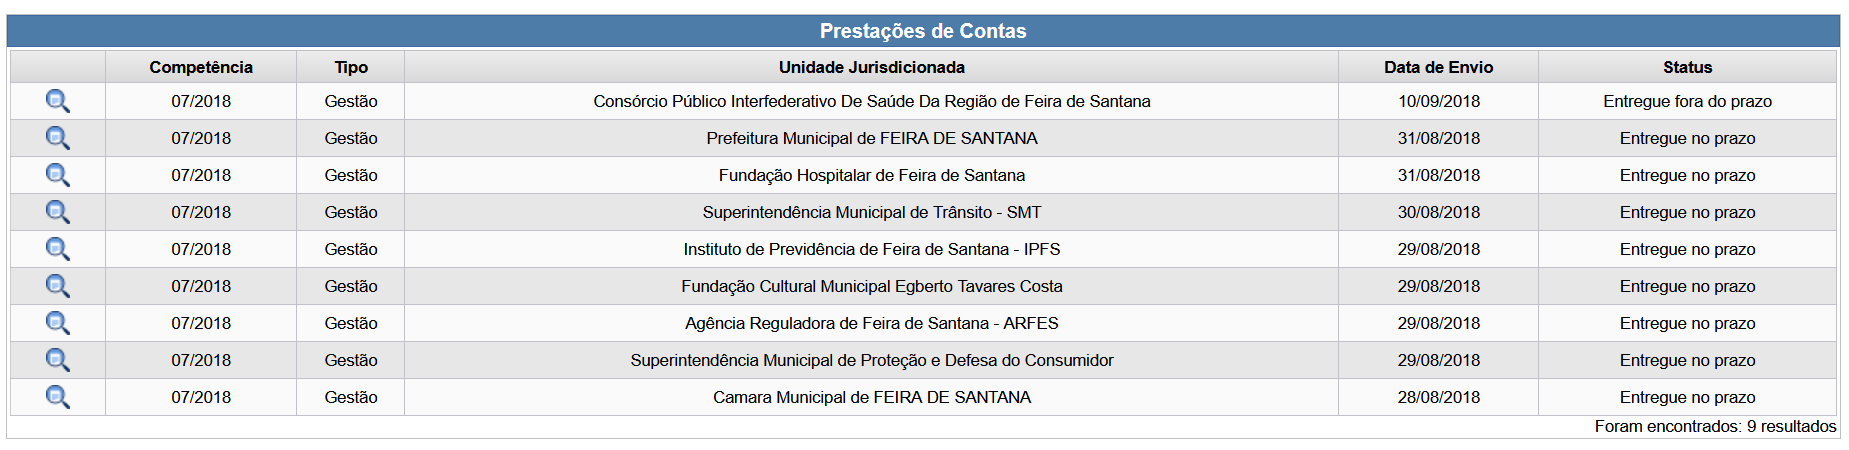 Prestações de Contas
Competência Tipo Unidade Jurisdicionada Data de Envio Status
07/2018 Gestão Consórcio Público Interfederativo De Saúde Da Região de Feira de Santana 10/09/2018 Entregue fora do prazo
07/2018 Gestão Prefeitura Municipal de FEIRA DE SANTANA 31/08/2018 Entregue no prazo
07/2018 Gestão Fundação Hospitalar de Feira de Santana 31/08/2018 Entregue no prazo
07/2018 Gestão Superintendência Municipal de Trânsito - SMT 30/08/2018 Entregue no prazo
07/2018 Gestão Instituto de Previdência de Feira de Santana - IPFS 29/08/2018 Entregue no prazo
07/2018 Gestão Fundação Cultural Municipal Egberto Tavares Costa 29/08/2018 Entregue no prazo
07/2018 Gestão Agência Reguladora de Feira de Santana - ARFES 29/08/2018 Entregue no prazo
07/2018 Gestão Superintendência Municipal de Proteção e Defesa do Consumidor 29/08/2018 Entregue no prazo
07/2018 Gestão Camara Municipal de FEIRA DE SANTANA 28/08/2018 Entregue no prazo
Foram encontrados: 9 resultados